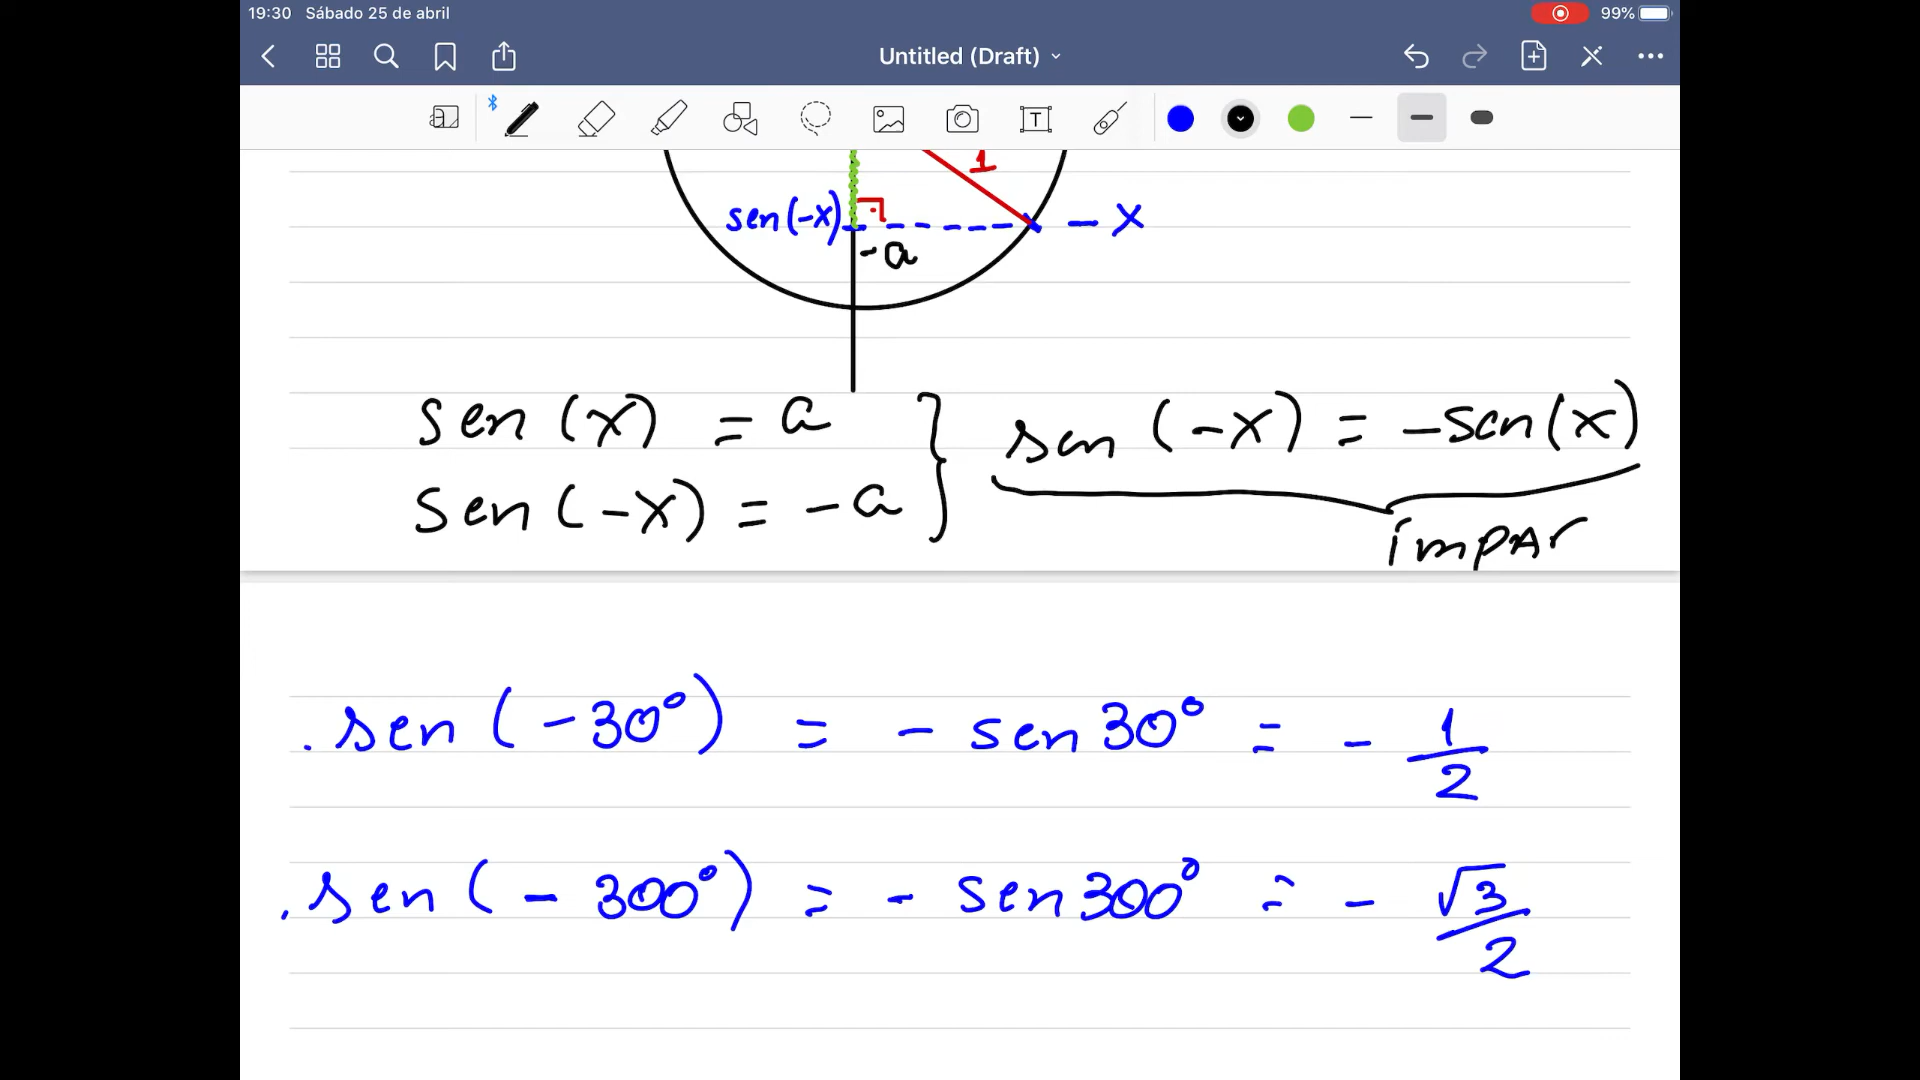 19:30 Sábado 25 de abril 99%
Untitled (Draft)
1
sen(-x) - x
-a
sen (x) = a
sen (-x) = -sen(x)
sen (-x) = -a
impar
. sen (-30°) = - sen 30° = - 1/2
. sen (- 300°) = - sen 300° = - √3/2